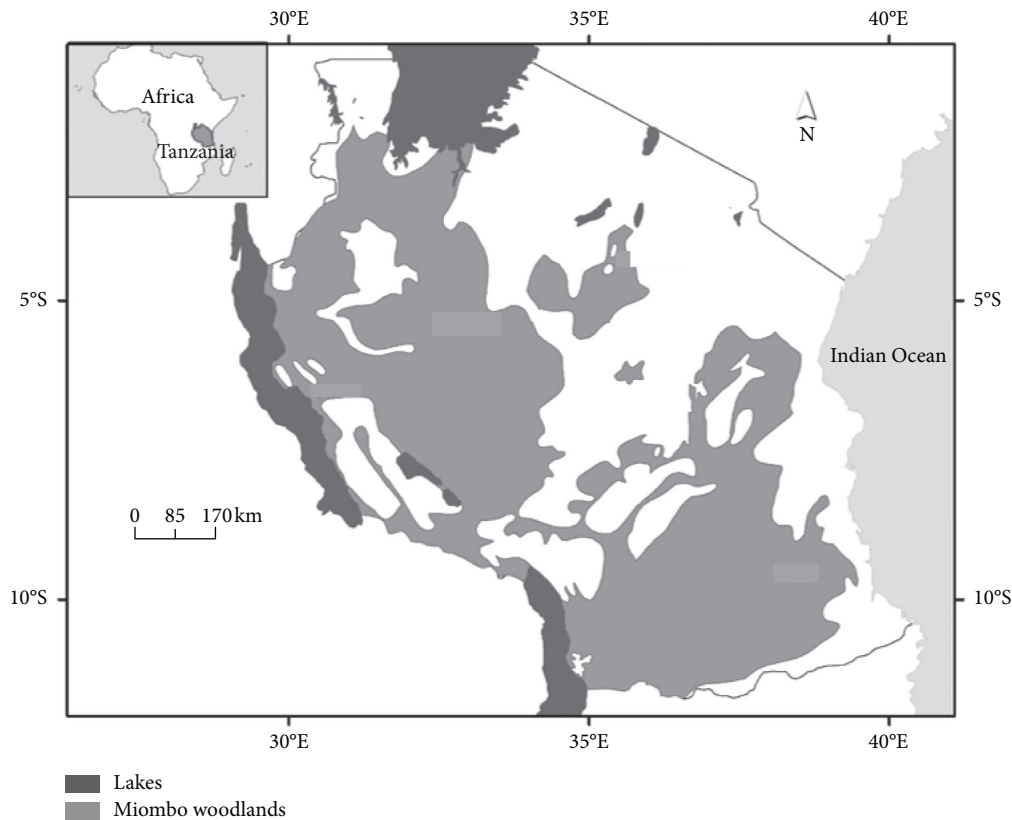 30°E 35°E 40°E
Africa
Tanzania
N
5°S 5°S
Indian Ocean
0 85 170 km
10°S 10°S
30°E 35°E 40°E
Lakes
Miombo woodlands